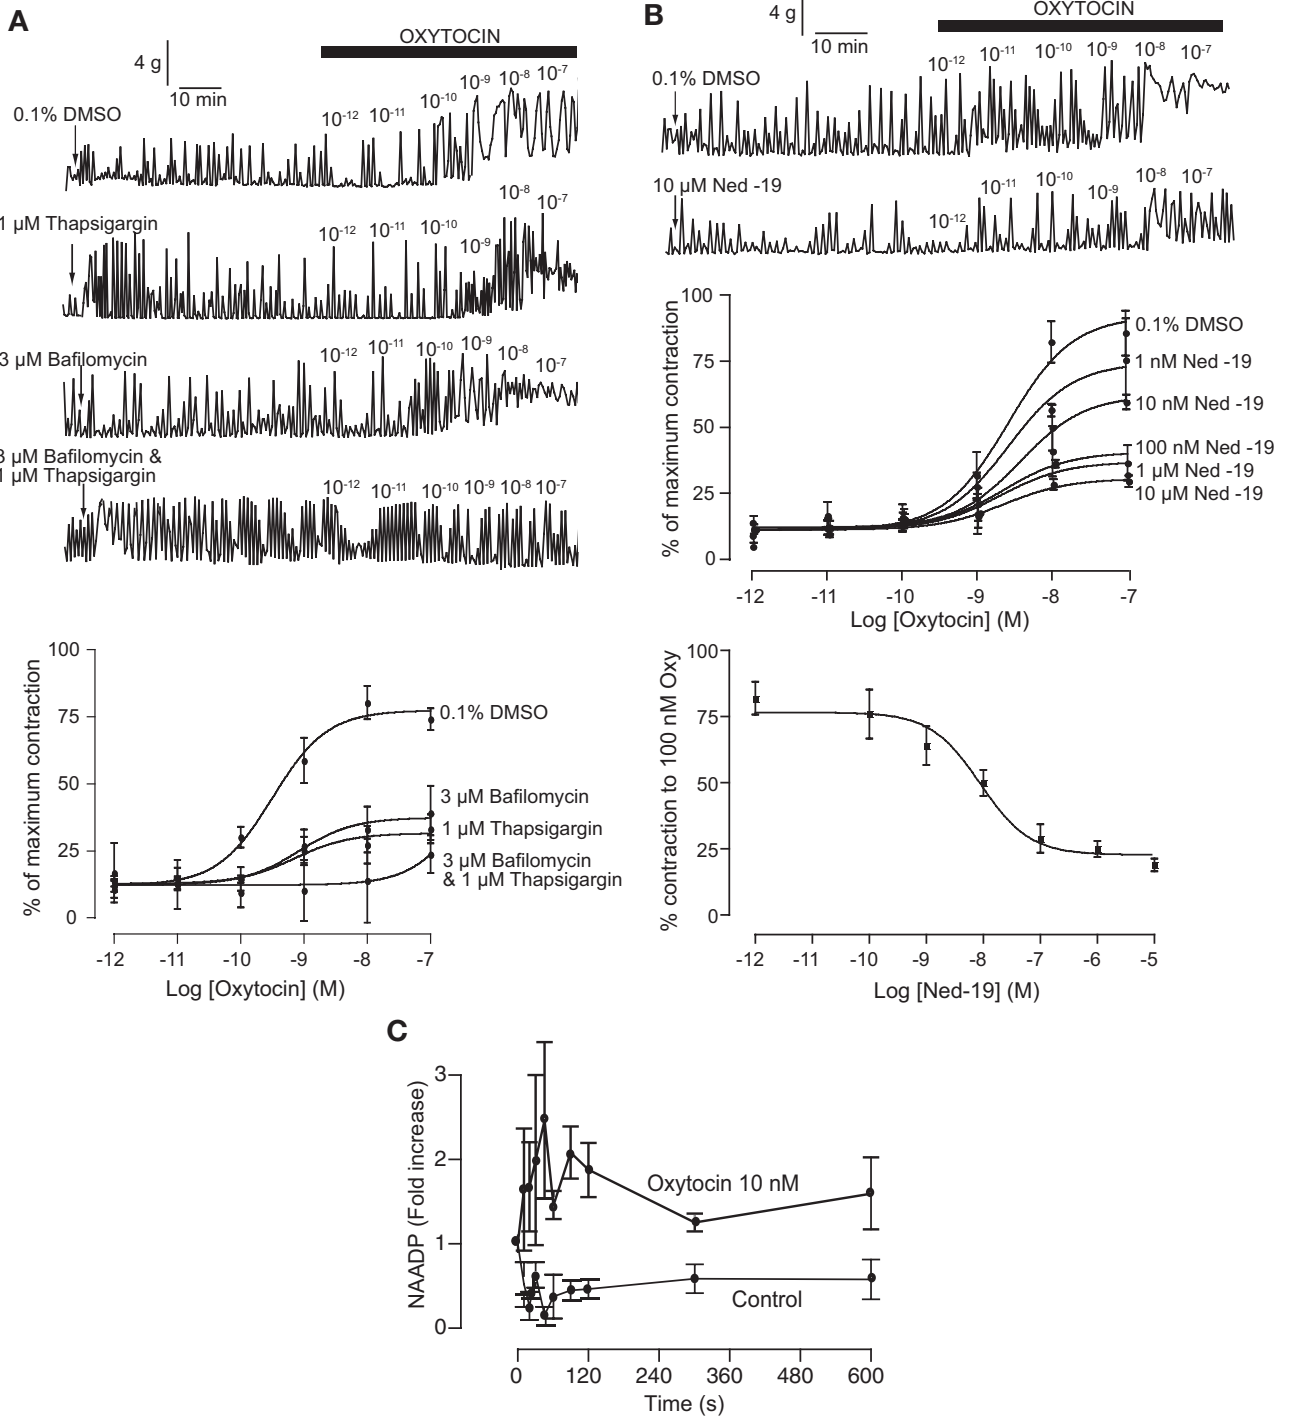 A
4 g
10 min
OXYTOCIN
0.1% DMSO
10-12
10-11
10-10
10-9
10-8
10-7
1 µM Thapsigargin
10-12
10-11
10-10
10-9
10-8
10-7
3 µM Bafilomycin
10-12
10-11
10-10
10-9
10-8
10-7
3 µM Bafilomycin &
1 µM Thapsigargin
10-12
10-11
10-10
10-9
10-8
10-7
% of maximum contraction
100
75
50
25
0
0.1% DMSO
3 µM Bafilomycin
1 µM Thapsigargin
3 µM Bafilomycin
& 1 µM Thapsigargin
-12 -11 -10 -9 -8 -7
Log [Oxytocin] (M)
B
4 g
10 min
OXYTOCIN
0.1% DMSO
10-12
10-11
10-10
10-9
10-8
10-7
10 µM Ned -19
10-12
10-11
10-10
10-9
10-8
10-7
% of maximum contraction
100
75
50
25
0
0.1% DMSO
1 nM Ned -19
10 nM Ned -19
100 nM Ned -19
1 µM Ned -19
10 µM Ned -19
-12 -11 -10 -9 -8 -7
Log [Oxytocin] (M)
% contraction to 100 nM Oxy
100
75
50
25
0
-12 -11 -10 -9 -8 -7 -6 -5
Log [Ned-19] (M)
C
NAADP (Fold increase)
3
2
1
0
Oxytocin 10 nM
Control
0 120 240 360 480 600
Time (s)